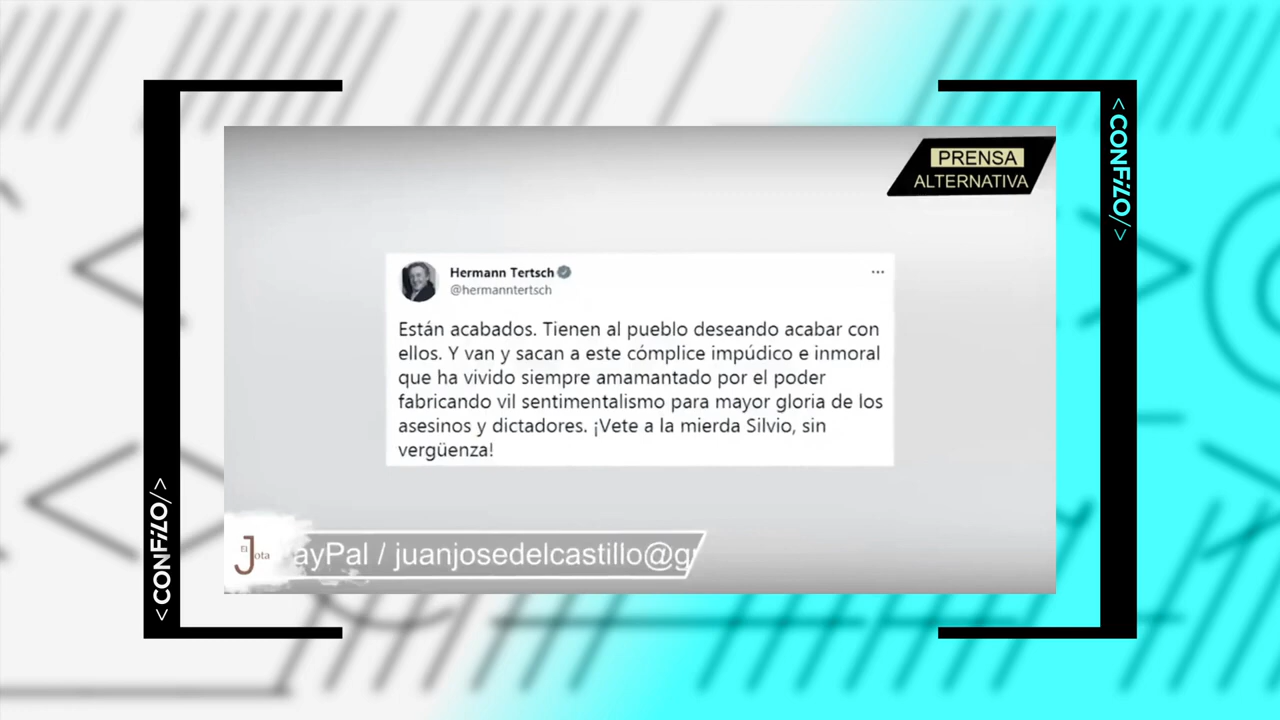 <CONFiLO/>
PRENSA
ALTERNATIVA
Hermann Tertsch
@hermanntertsch
Están acabados. Tienen al pueblo deseando acabar con
ellos. Y van y sacan a este cómplice impúdico e inmoral
que ha vivido siempre amamantado por el poder
fabricando vil sentimentalismo para mayor gloria de los
asesinos y dictadores. ¡Vete a la mierda Silvio, sin
vergüenza!
El Jota
ayPal / juanjosedelcastillo@g
<CONFiLO/>